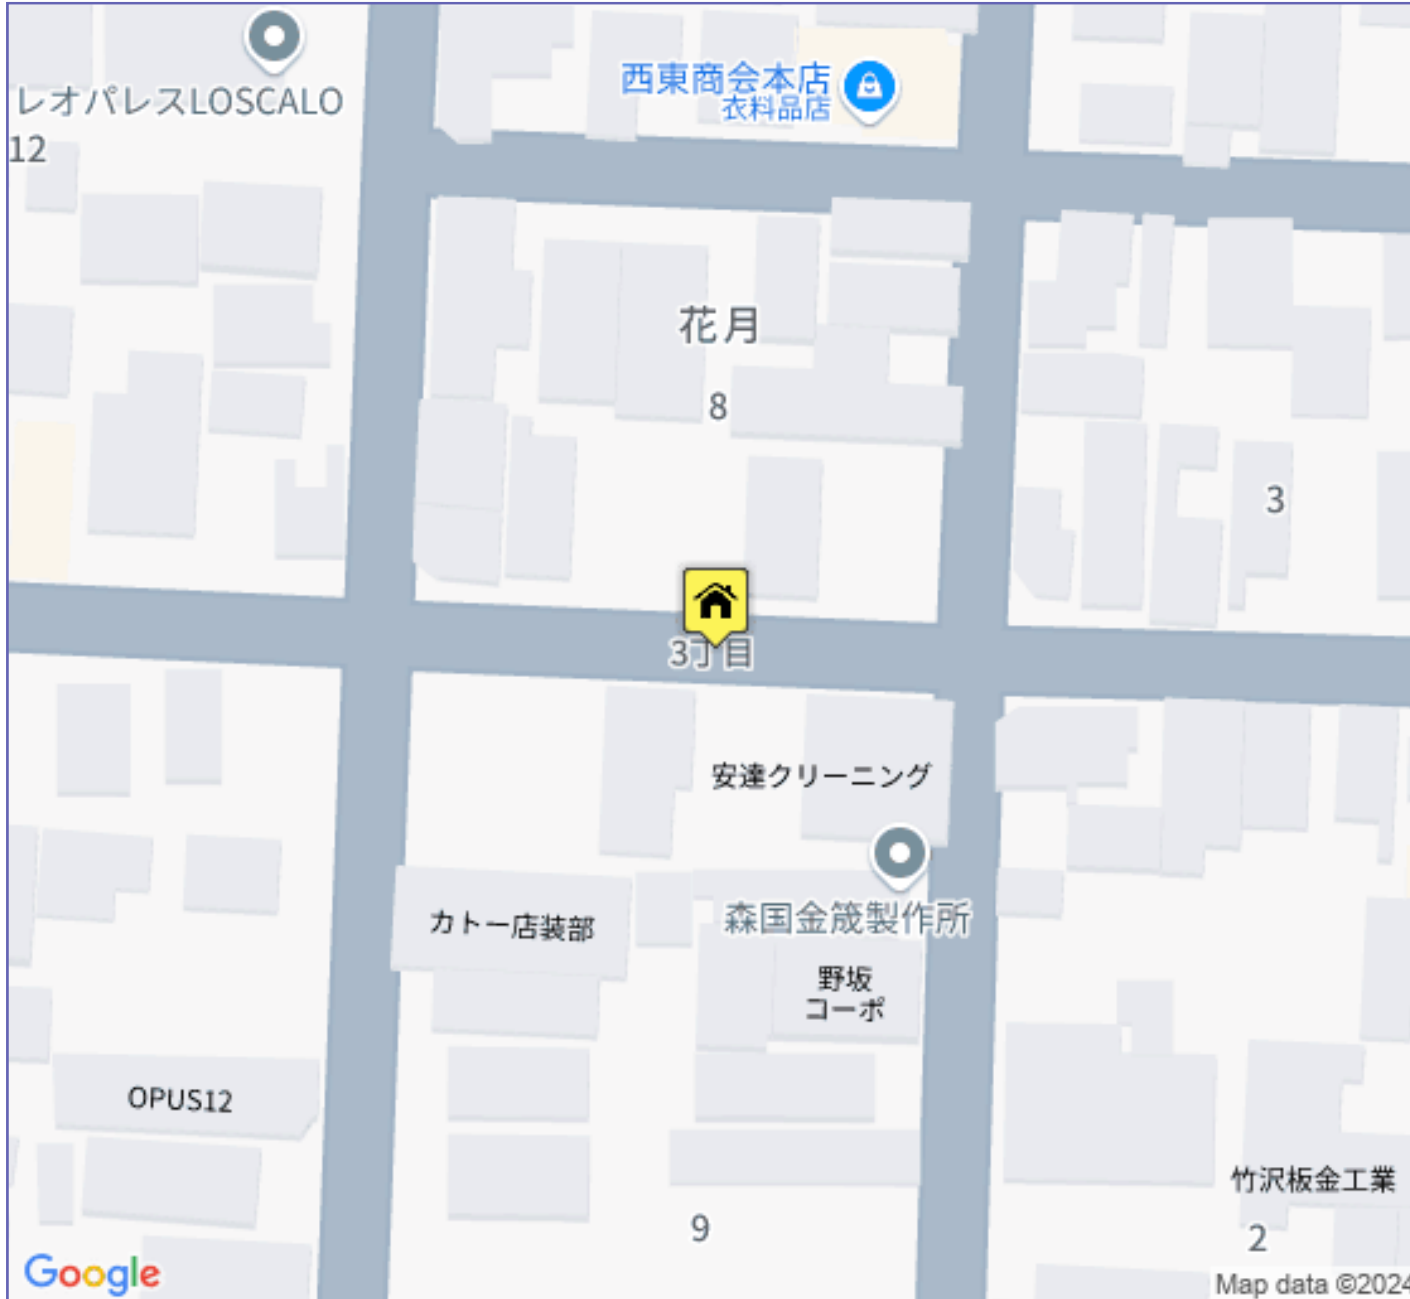 レオパレスLOSCALO
12
西東商会本店
衣料品店
花月
8
3
3丁目
安達クリーニング
森国金筬製作所
カトー店装部
野坂
コーポ
OPUS12
竹沢板金工業
9
2
Google
Map data ©2024